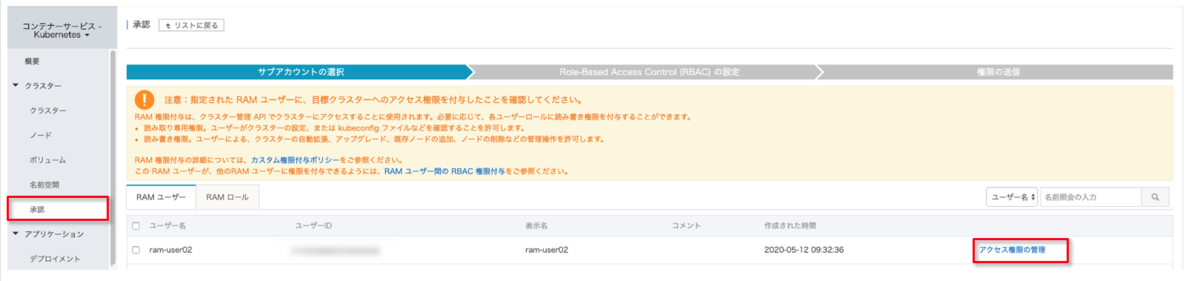 コンテナーサービス -
Kubernetes
概要
クラスター
クラスター
ノード
ボリューム
名前空間
承認
アプリケーション
デプロイメント
承認
リストに戻る
サブアカウントの選択
Role-Based Access Control (RBAC) の設定
権限の送信
注意：指定された RAM ユーザーに、目標クラスターへのアクセス権限を付与したことを確認してください。
RAM 権限付与は、クラスター管理 API でクラスターにアクセスすることに使用されます。必要に応じて、各ユーザーロールに読み書き権限を付与することができます。
• 読み取り専用権限。ユーザーがクラスターの設定、または kubeconfig ファイルなどを確認することを許可します。
• 読み書き権限。ユーザーによる、クラスターの自動拡張、アップグレード、既存ノードの追加、ノードの削除などの管理操作を許可します。
RAM 権限付与の詳細については、カスタム権限付与ポリシーをご参照ください。
この RAM ユーザーが、他のRAM ユーザーに権限を付与できるようには、RAM ユーザー間の RBAC 権限付与をご参照ください。
RAM ユーザー
RAM ロール
ユーザー名
名前照会の入力
ユーザー名
ユーザーID
表示名
コメント
作成された時間
ram-user02
ram-user02
2020-05-12 09:32:36
アクセス権限の管理